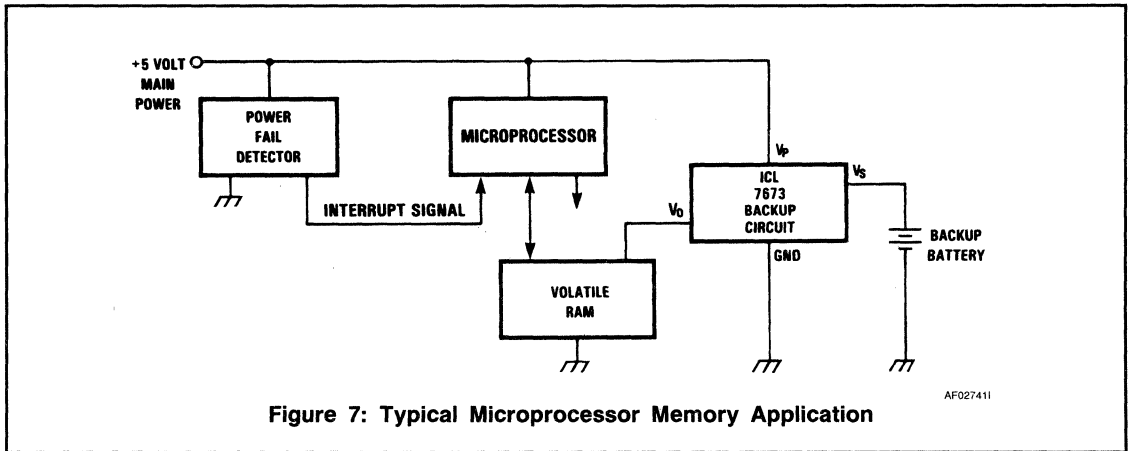 +5 VOLT
MAIN
POWER
POWER
FAIL
DETECTOR
MICROPROCESSOR
INTERRUPT SIGNAL
VP
ICL
7673
BACKUP
CIRCUIT
VS
VO
GND
BACKUP
BATTERY
VOLATILE
RAM
AF02741I
Figure 7: Typical Microprocessor Memory Application